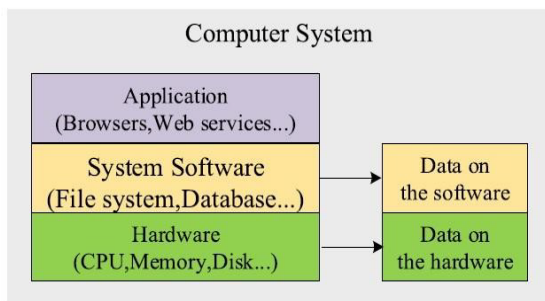 Computer System
Application
(Browsers,Web services...)
System Software
(File system,Database...)
Data on
the software
Hardware
(CPU,Memory,Disk...)
Data on
the hardware